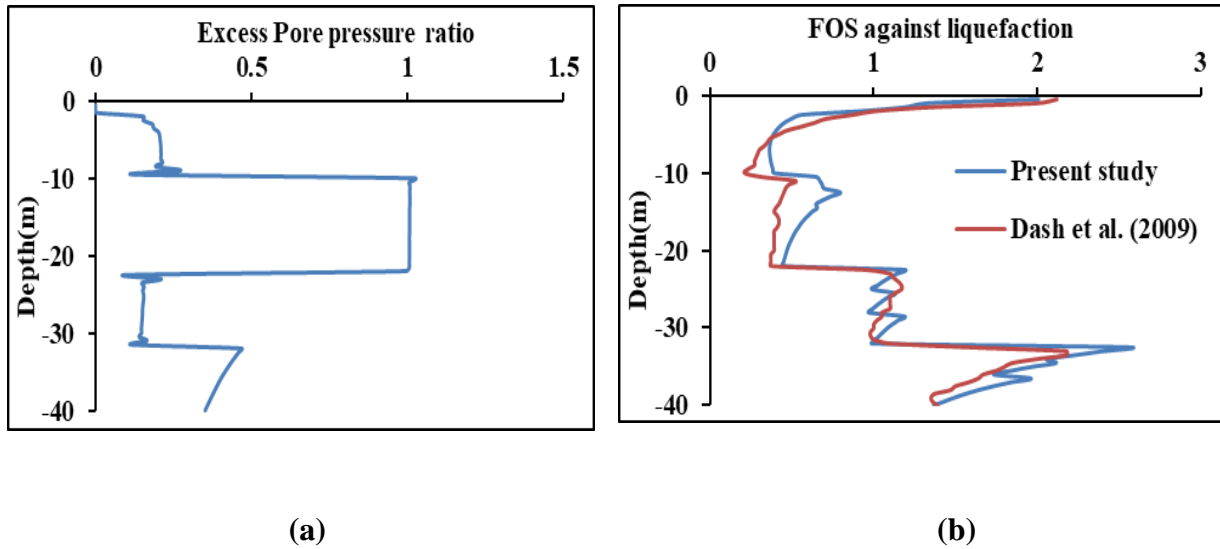 Excess Pore pressure ratio
0 0.5 1 1.5
0
-10
-20
-30
-40
Depth(m)
FOS against liquefaction
0 1 2 3
0
-10
-20
-30
-40
Depth(m)
Present study
Dash et al. (2009)
(a)
(b)